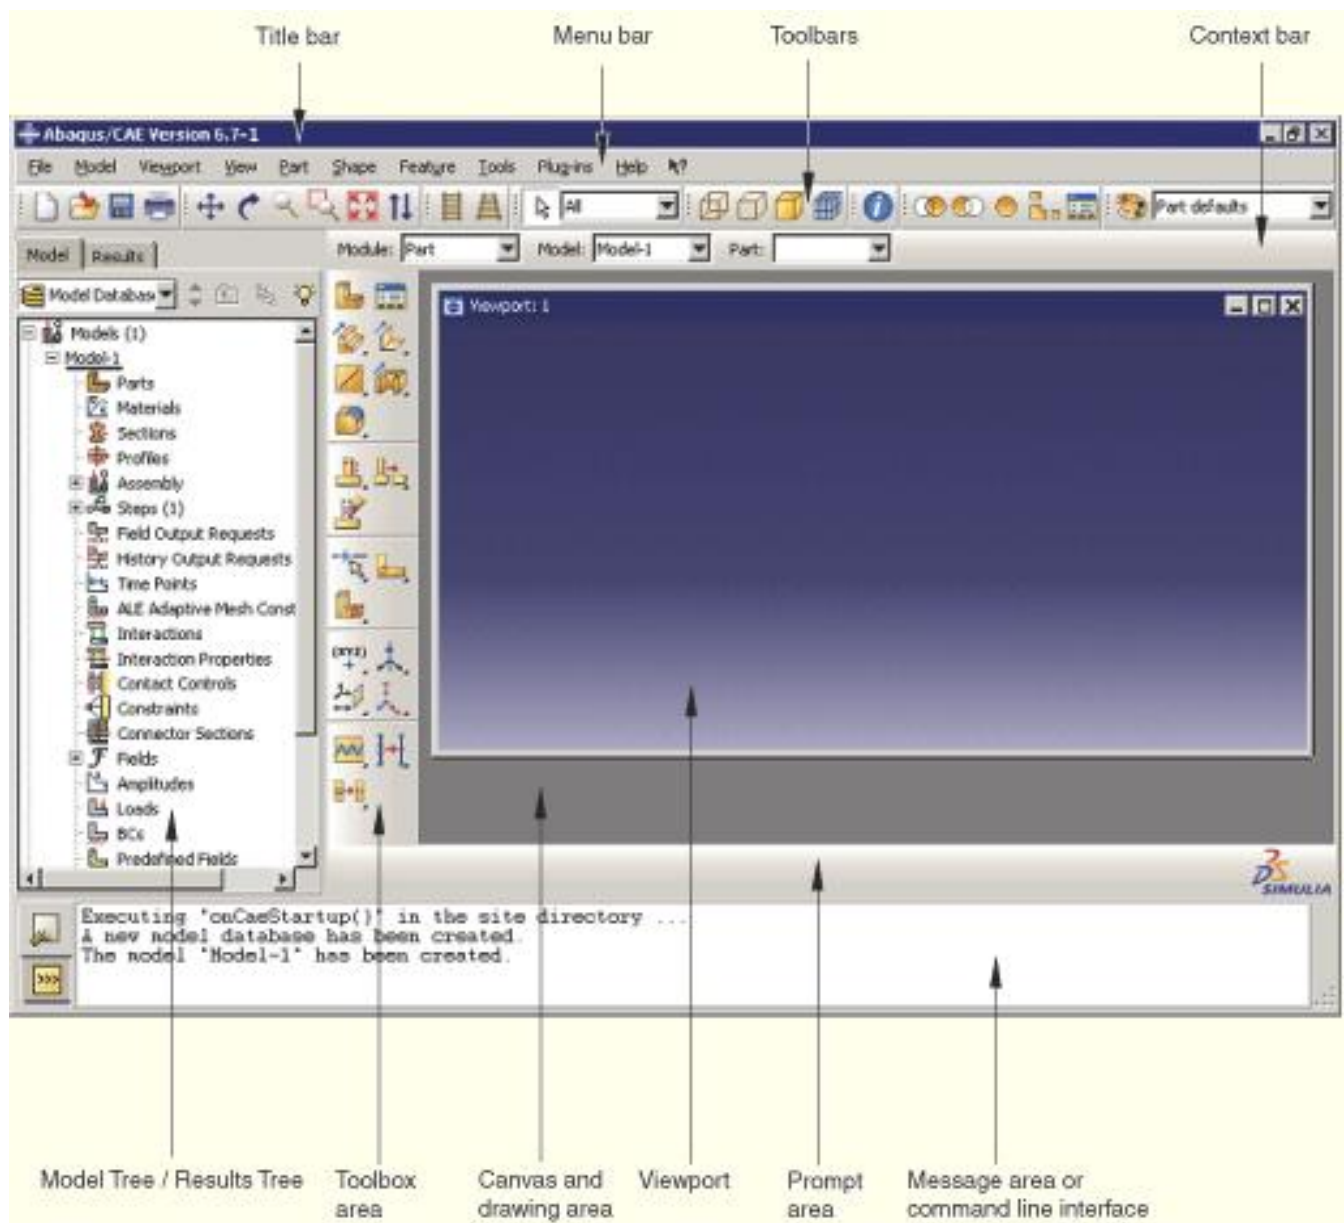 Title bar
Menu bar
Toolbars
Context bar
Abaqus/CAE Version 6.7-1
File Model Viewport View Part Shape Feature Tools Plug-ins Help
All
Part defaults
Model Results
Module: Part Model: Model-1 Part:
Model Databas
Viewport: 1
Models (1)
Model-1
Parts
Materials
Sections
Profiles
Assembly
Steps (1)
Field Output Requests
History Output Requests
Time Points
ALE Adaptive Mesh Const
Interactions
Interaction Properties
Contact Controls
Constraints
Connector Sections
Fields
Amplitudes
Loads
BCs
Predefined Fields
(XYZ)
SIMULIA
Executing "onCaeStartup()" in the site directory ...
A new model database has been created.
The model "Model-1" has been created.
>>>
Model Tree / Results Tree
Toolbox
area
Canvas and
drawing area
Viewport
Prompt
area
Message area or
command line interface